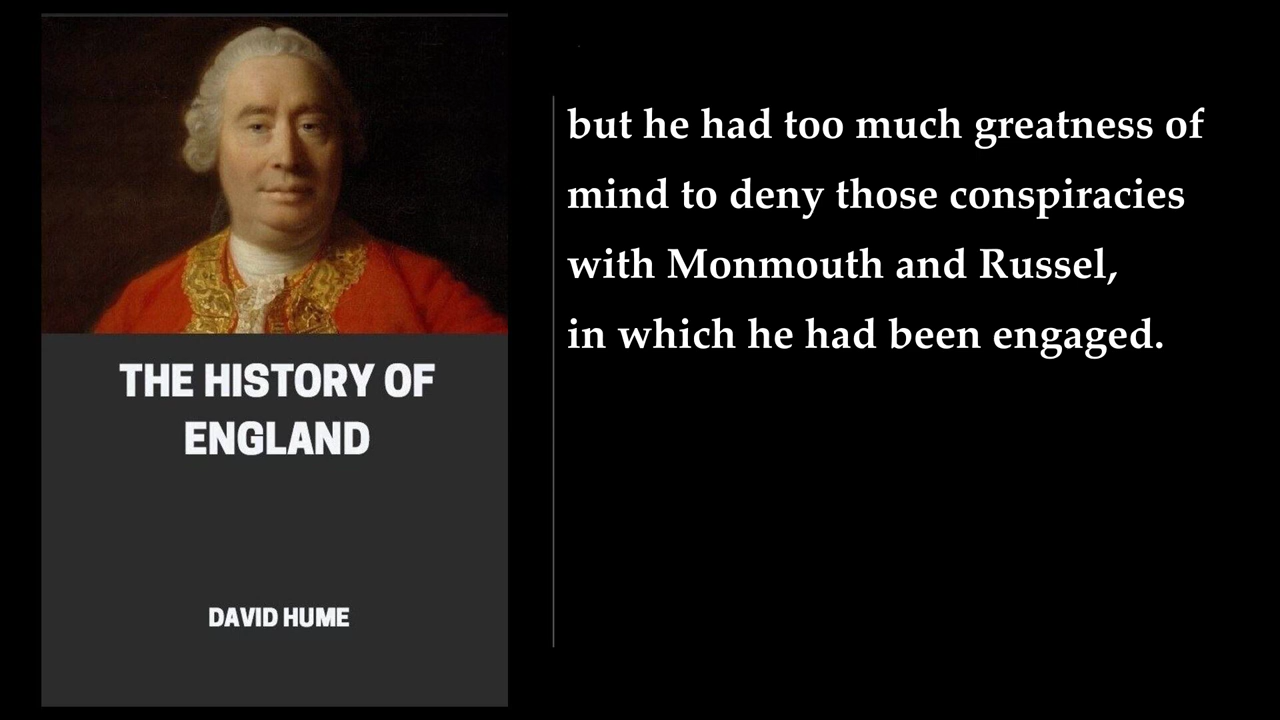 THE HISTORY OF
ENGLAND
DAVID HUME
but he had too much greatness of
mind to deny those conspiracies
with Monmouth and Russel,
in which he had been engaged.